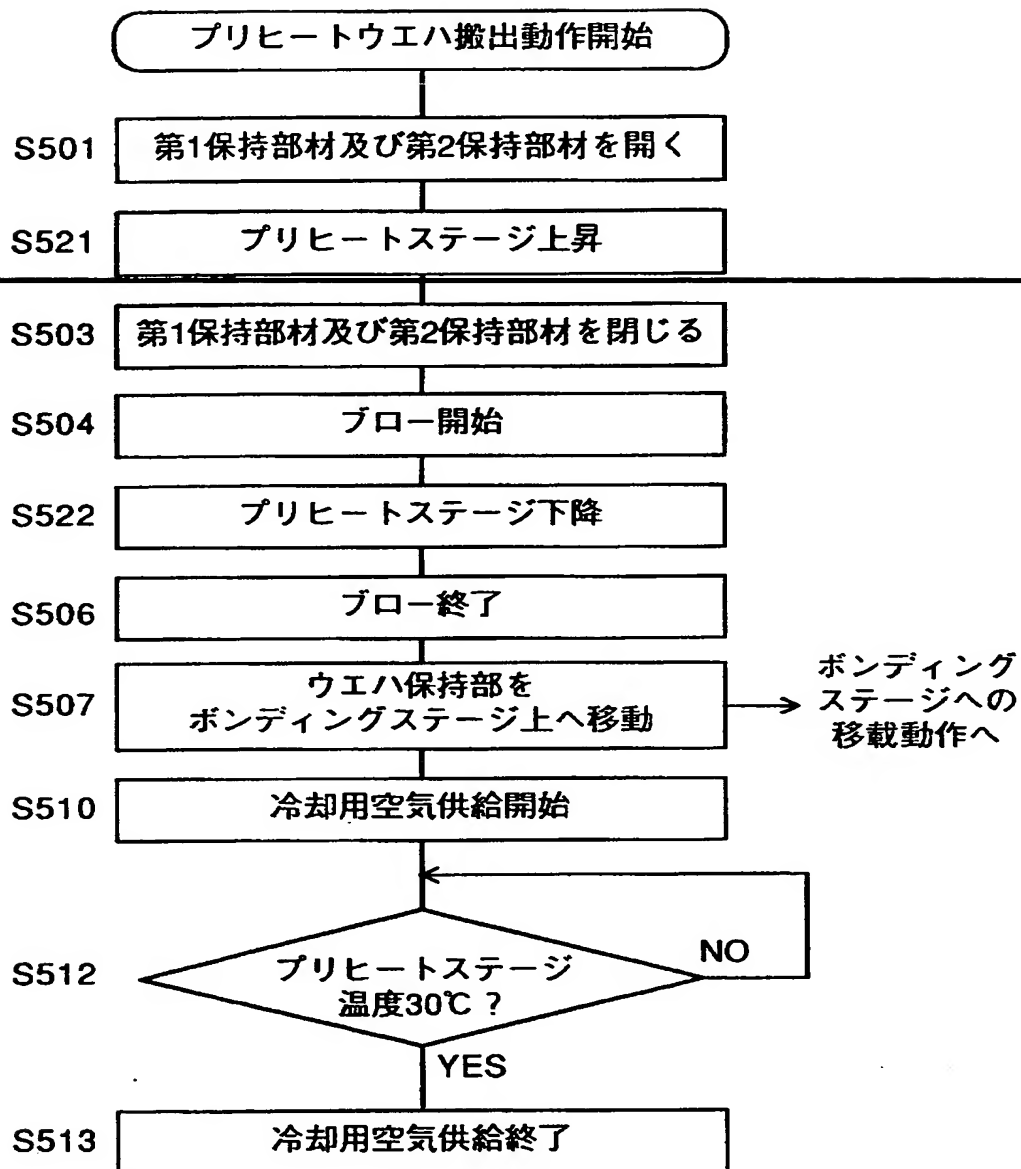 プリヒートウエハ搬出動作開始
S501 第1保持部材及び第2保持部材を開く
S521 プリヒートステージ上昇
S503 第1保持部材及び第2保持部材を閉じる
S504 ブロー開始
S522 プリヒートステージ下降
S506 ブロー終了
S507 ウエハ保持部を
ボンディングステージ上へ移動
ボンディング
ステージへの
移載動作へ
S510 冷却用空気供給開始
S512 プリヒートステージ
温度30℃?
NO
YES
S513 冷却用空気供給終了